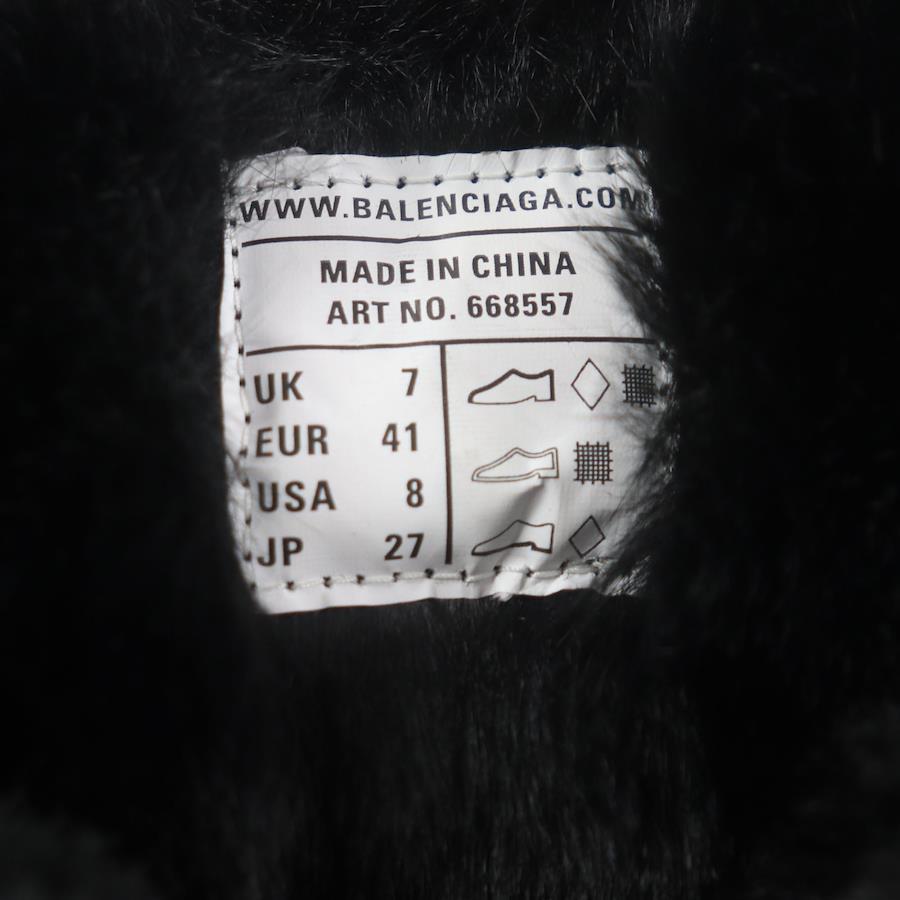 WWW.BALENCIAGA.COM
MADE IN CHINA
ART NO. 668557
UK 7
EUR 41
USA 8
JP 27